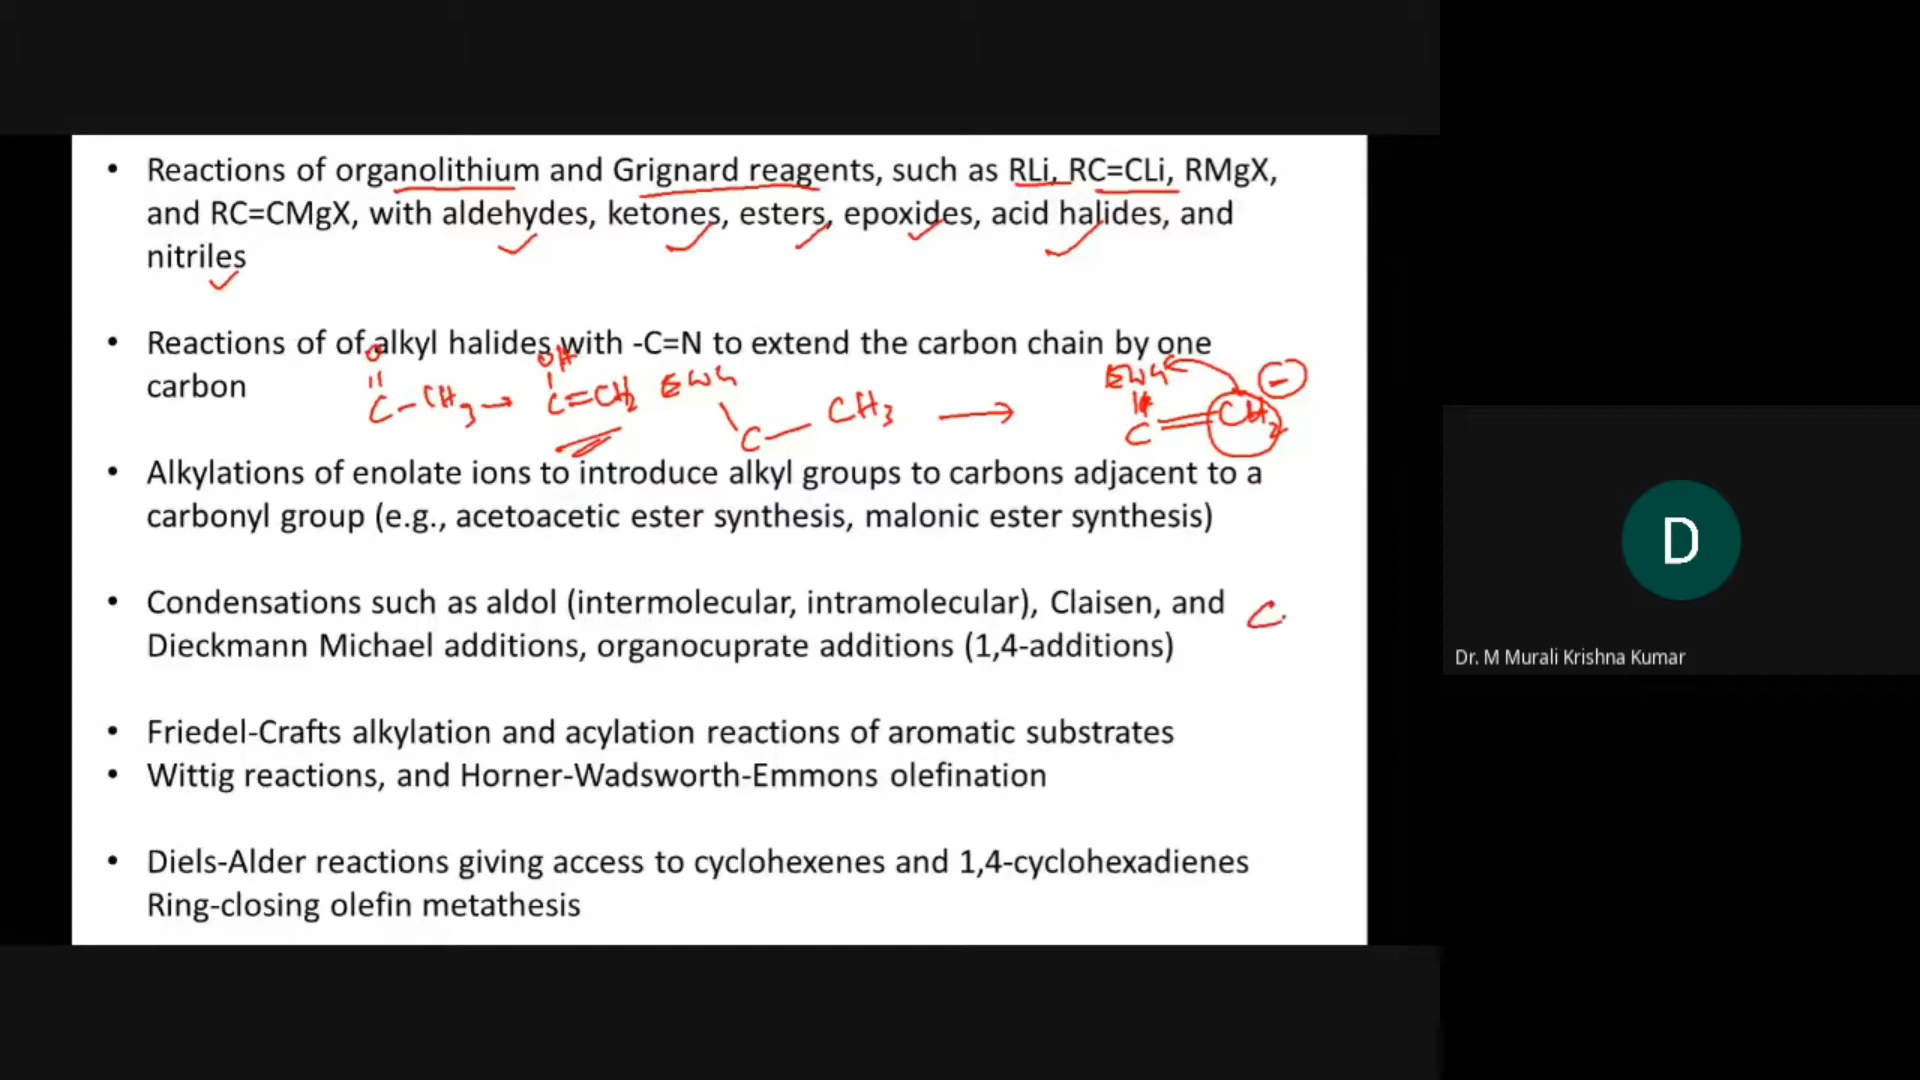 • Reactions of organolithium and Grignard reagents, such as RLi, RC=CLi, RMgX,
and RC=CMgX, with aldehydes, ketones, esters, epoxides, acid halides, and
nitriles
• Reactions of of alkyl halides with -C=N to extend the carbon chain by one
carbon
O OH EWG EWG −
C-CH3 → C=CH2 C-CH3 → C=CH2
• Alkylations of enolate ions to introduce alkyl groups to carbons adjacent to a
carbonyl group (e.g., acetoacetic ester synthesis, malonic ester synthesis)
• Condensations such as aldol (intermolecular, intramolecular), Claisen, and C
Dieckmann Michael additions, organocuprate additions (1,4-additions)
• Friedel-Crafts alkylation and acylation reactions of aromatic substrates
• Wittig reactions, and Horner-Wadsworth-Emmons olefination
• Diels-Alder reactions giving access to cyclohexenes and 1,4-cyclohexadienes
Ring-closing olefin metathesis
D
Dr. M Murali Krishna Kumar